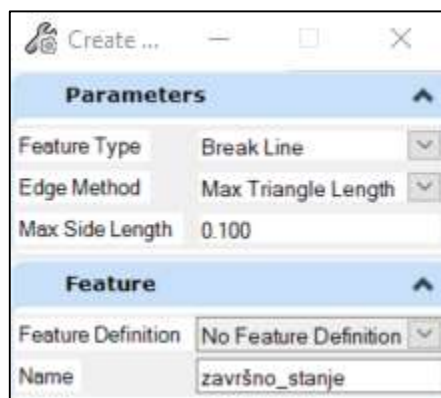 Create ...
Parameters
Feature Type Break Line
Edge Method Max Triangle Length
Max Side Length 0.100
Feature
Feature Definition No Feature Definition
Name završno_stanje